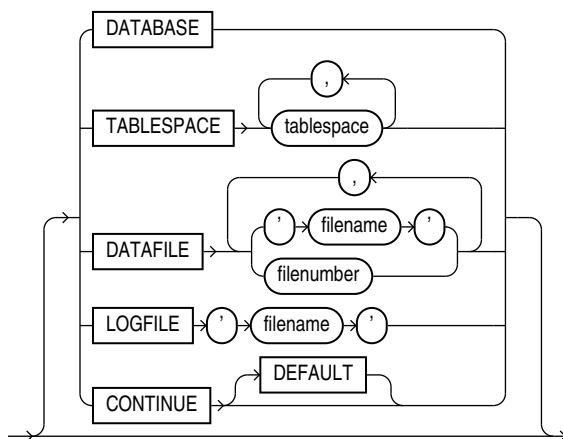 DATABASE
,
TABLESPACE tablespace
,
DATAFILE ' filename '
filenumber
LOGFILE ' filename '
DEFAULT
CONTINUE